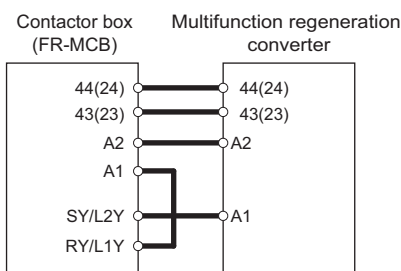 Contactor box
(FR-MCB)
Multifunction regeneration
converter
44(24)
44(24)
43(23)
43(23)
A2
A2
A1
SY/L2Y
A1
RY/L1Y